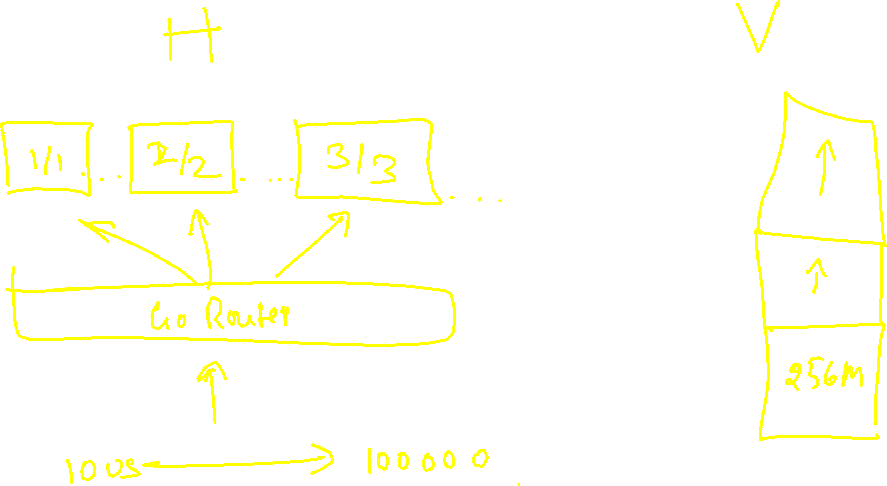 H V
1/1 ... 2/2 ... 3/3 ...
Go Router
256M
10 us 100000